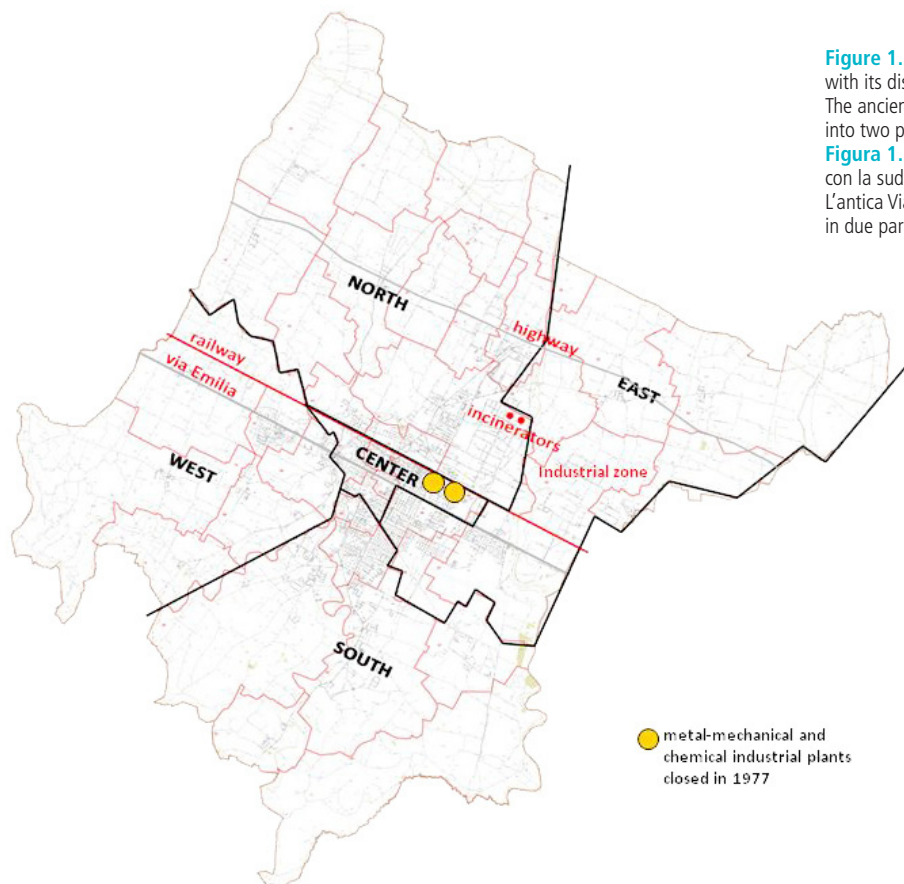 Figure 1.
with its dis
The ancien
into two p
Figura 1.
con la sud
L'antica Via
in due par
NORTH
highway
railway
EAST
via Emilia
incinerators
CENTER
WEST
Industrial zone
SOUTH
metal-mechanical and
chemical industrial plants
closed in 1977